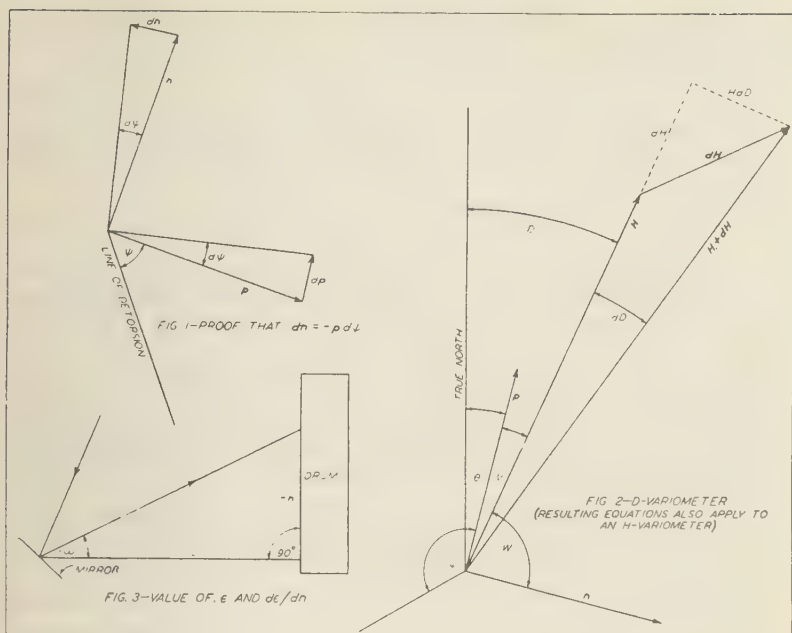 dn
n
dψ
ψ
dψ
p
dp
LINE OF DETORSION
FIG 1—PROOF THAT dn = -p dψ
DRUM
-n
90°
MIRROR
FIG. 3—VALUE OF, ε AND dε/dn
HdD
dH
dH
H
H + dH
D
dD
TRUE NORTH
p
θ
W
n
FIG 2—D-VARIOMETER
(RESULTING EQUATIONS ALSO APPLY TO
AN H-VARIOMETER)